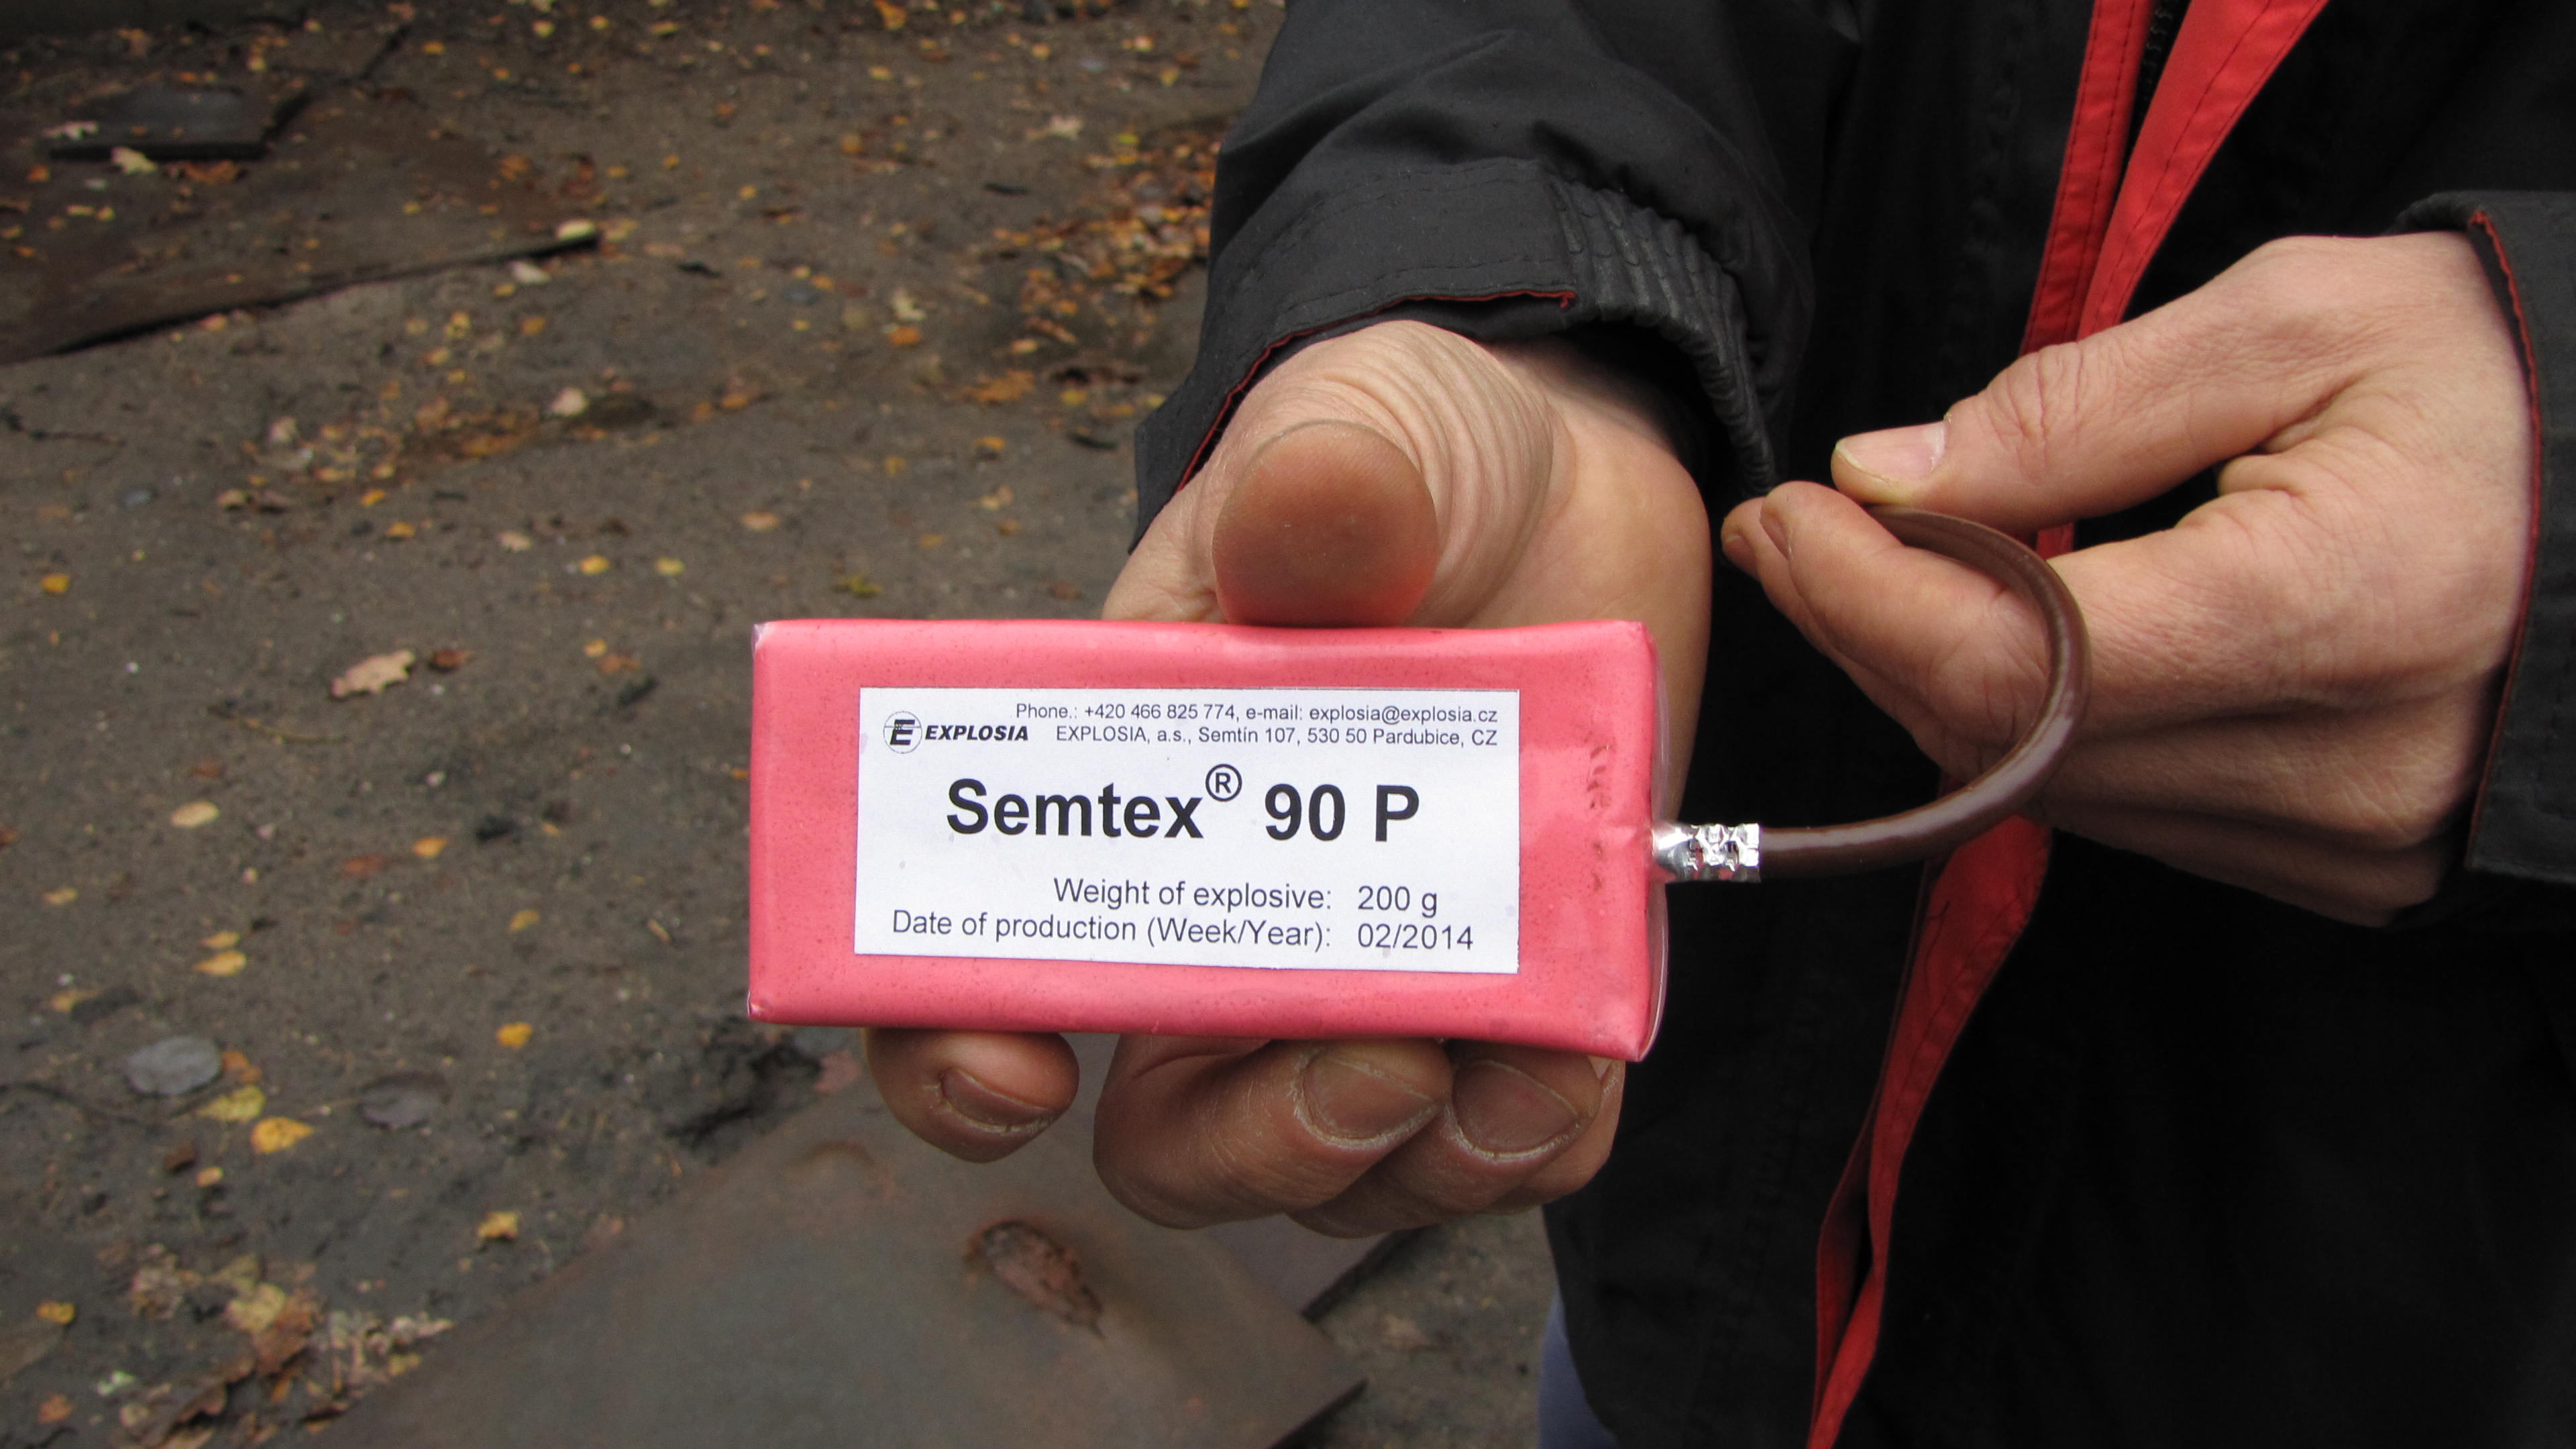 Phone.: +420 466 825 774, e-mail: explosia@explosia.cz
E EXPLOSIA EXPLOSIA, a.s., Semtín 107, 530 50 Pardubice, CZ
Semtex® 90 P
Weight of explosive: 200 g
Date of production (Week/Year): 02/2014